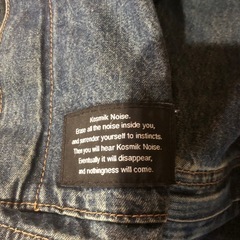 Kosmik Noise.
Erase all the noise inside you,
and surrender yourself to instincts.
Then you will hear Kosmik Noise.
Eventually it will disappear,
and nothingness will come.